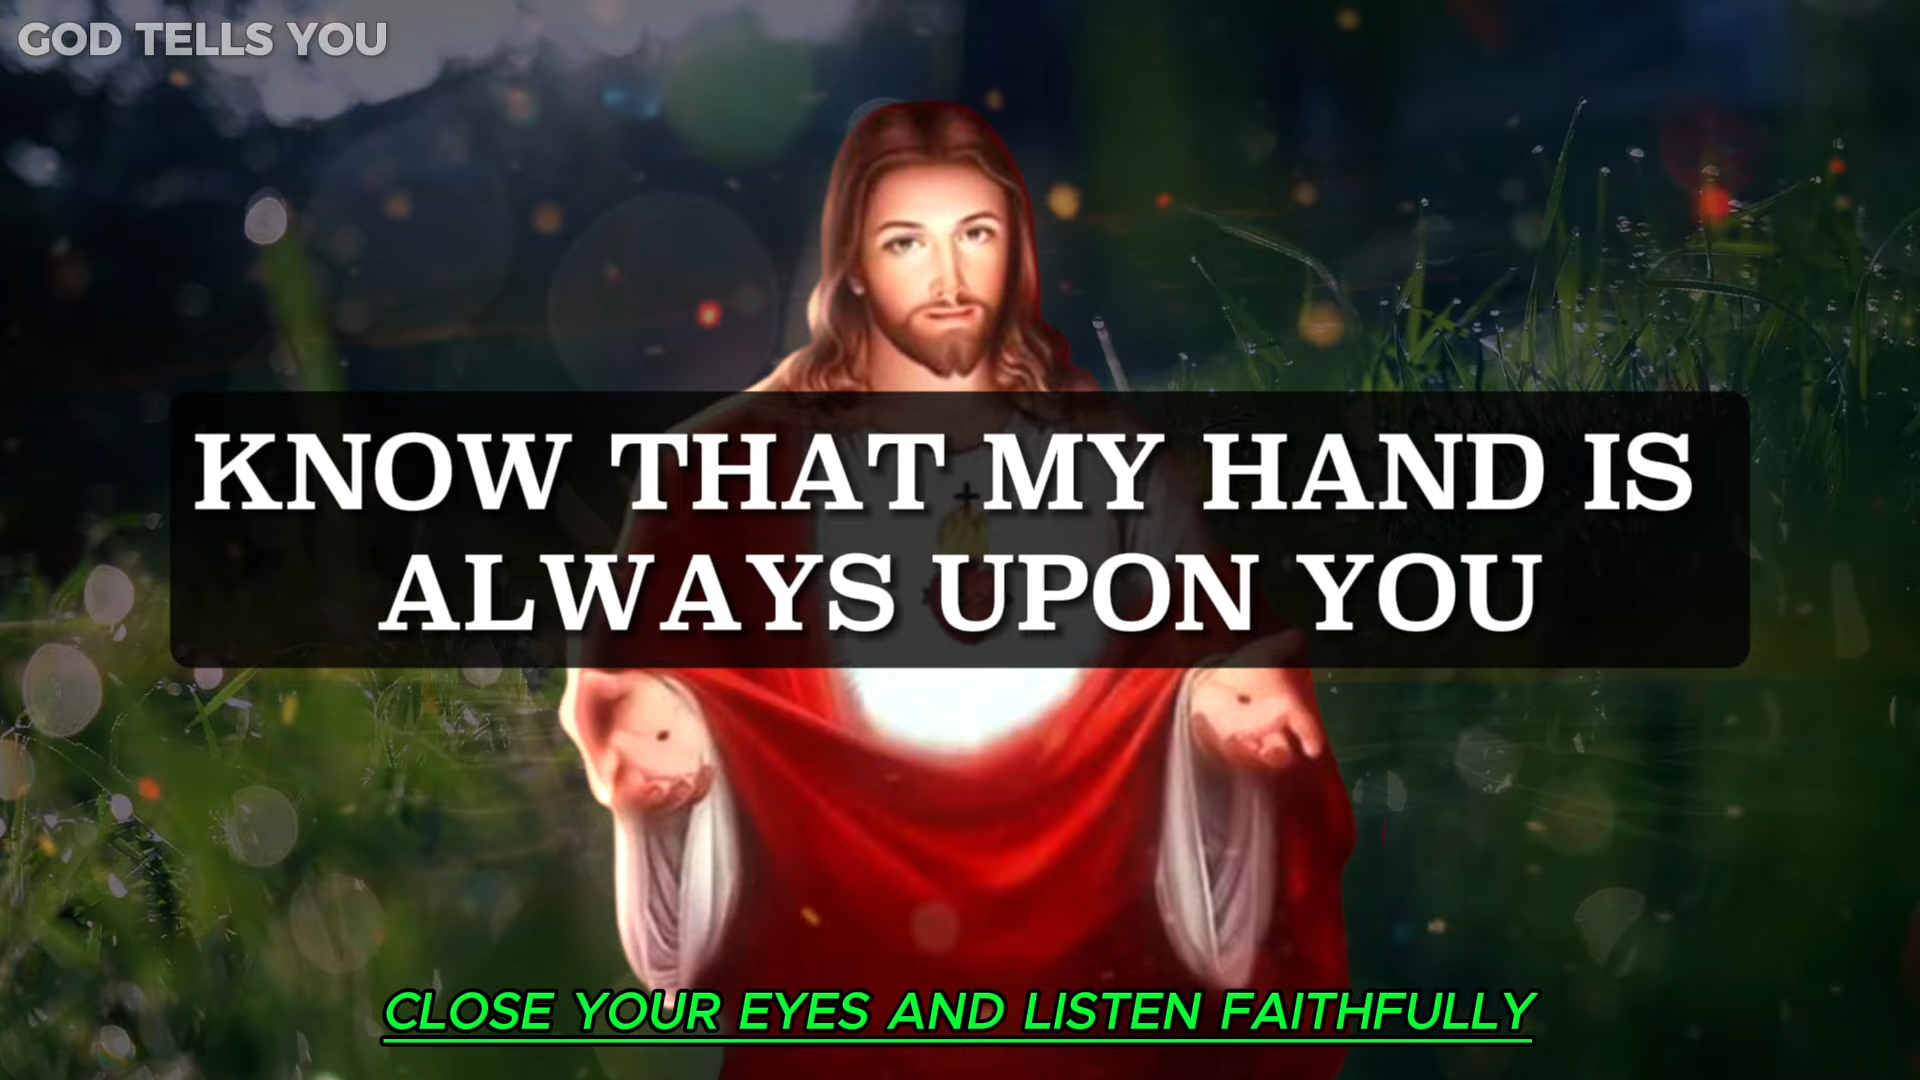 GOD TELLS YOU
KNOW THAT MY HAND IS
ALWAYS UPON YOU
CLOSE YOUR EYES AND LISTEN FAITHFULLY